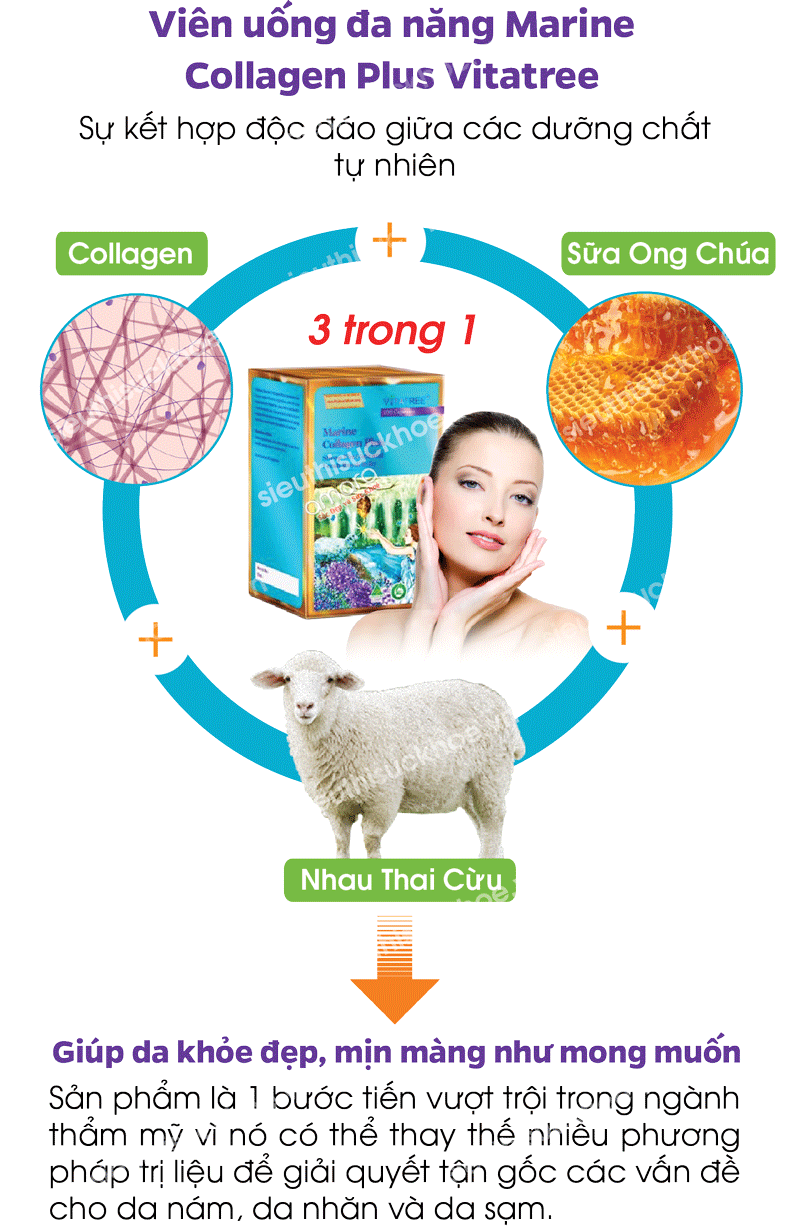 Viên uống đa năng Marine
Collagen Plus Vitatree
Sự kết hợp độc đáo giữa các dưỡng chất
tự nhiên
Collagen
Sữa Ong Chúa
3 trong 1
VITATREE
Marine
Collagen
sieuthisuckhoe
amara
Nhau Thai Cừu
Giúp da khỏe đẹp, mịn màng như mong muốn
Sản phẩm là 1 bước tiến vượt trội trong ngành
thẩm mỹ vì nó có thể thay thế nhiều phương
pháp trị liệu để giải quyết tận gốc các vấn đề
cho da nám, da nhăn và da sạm.